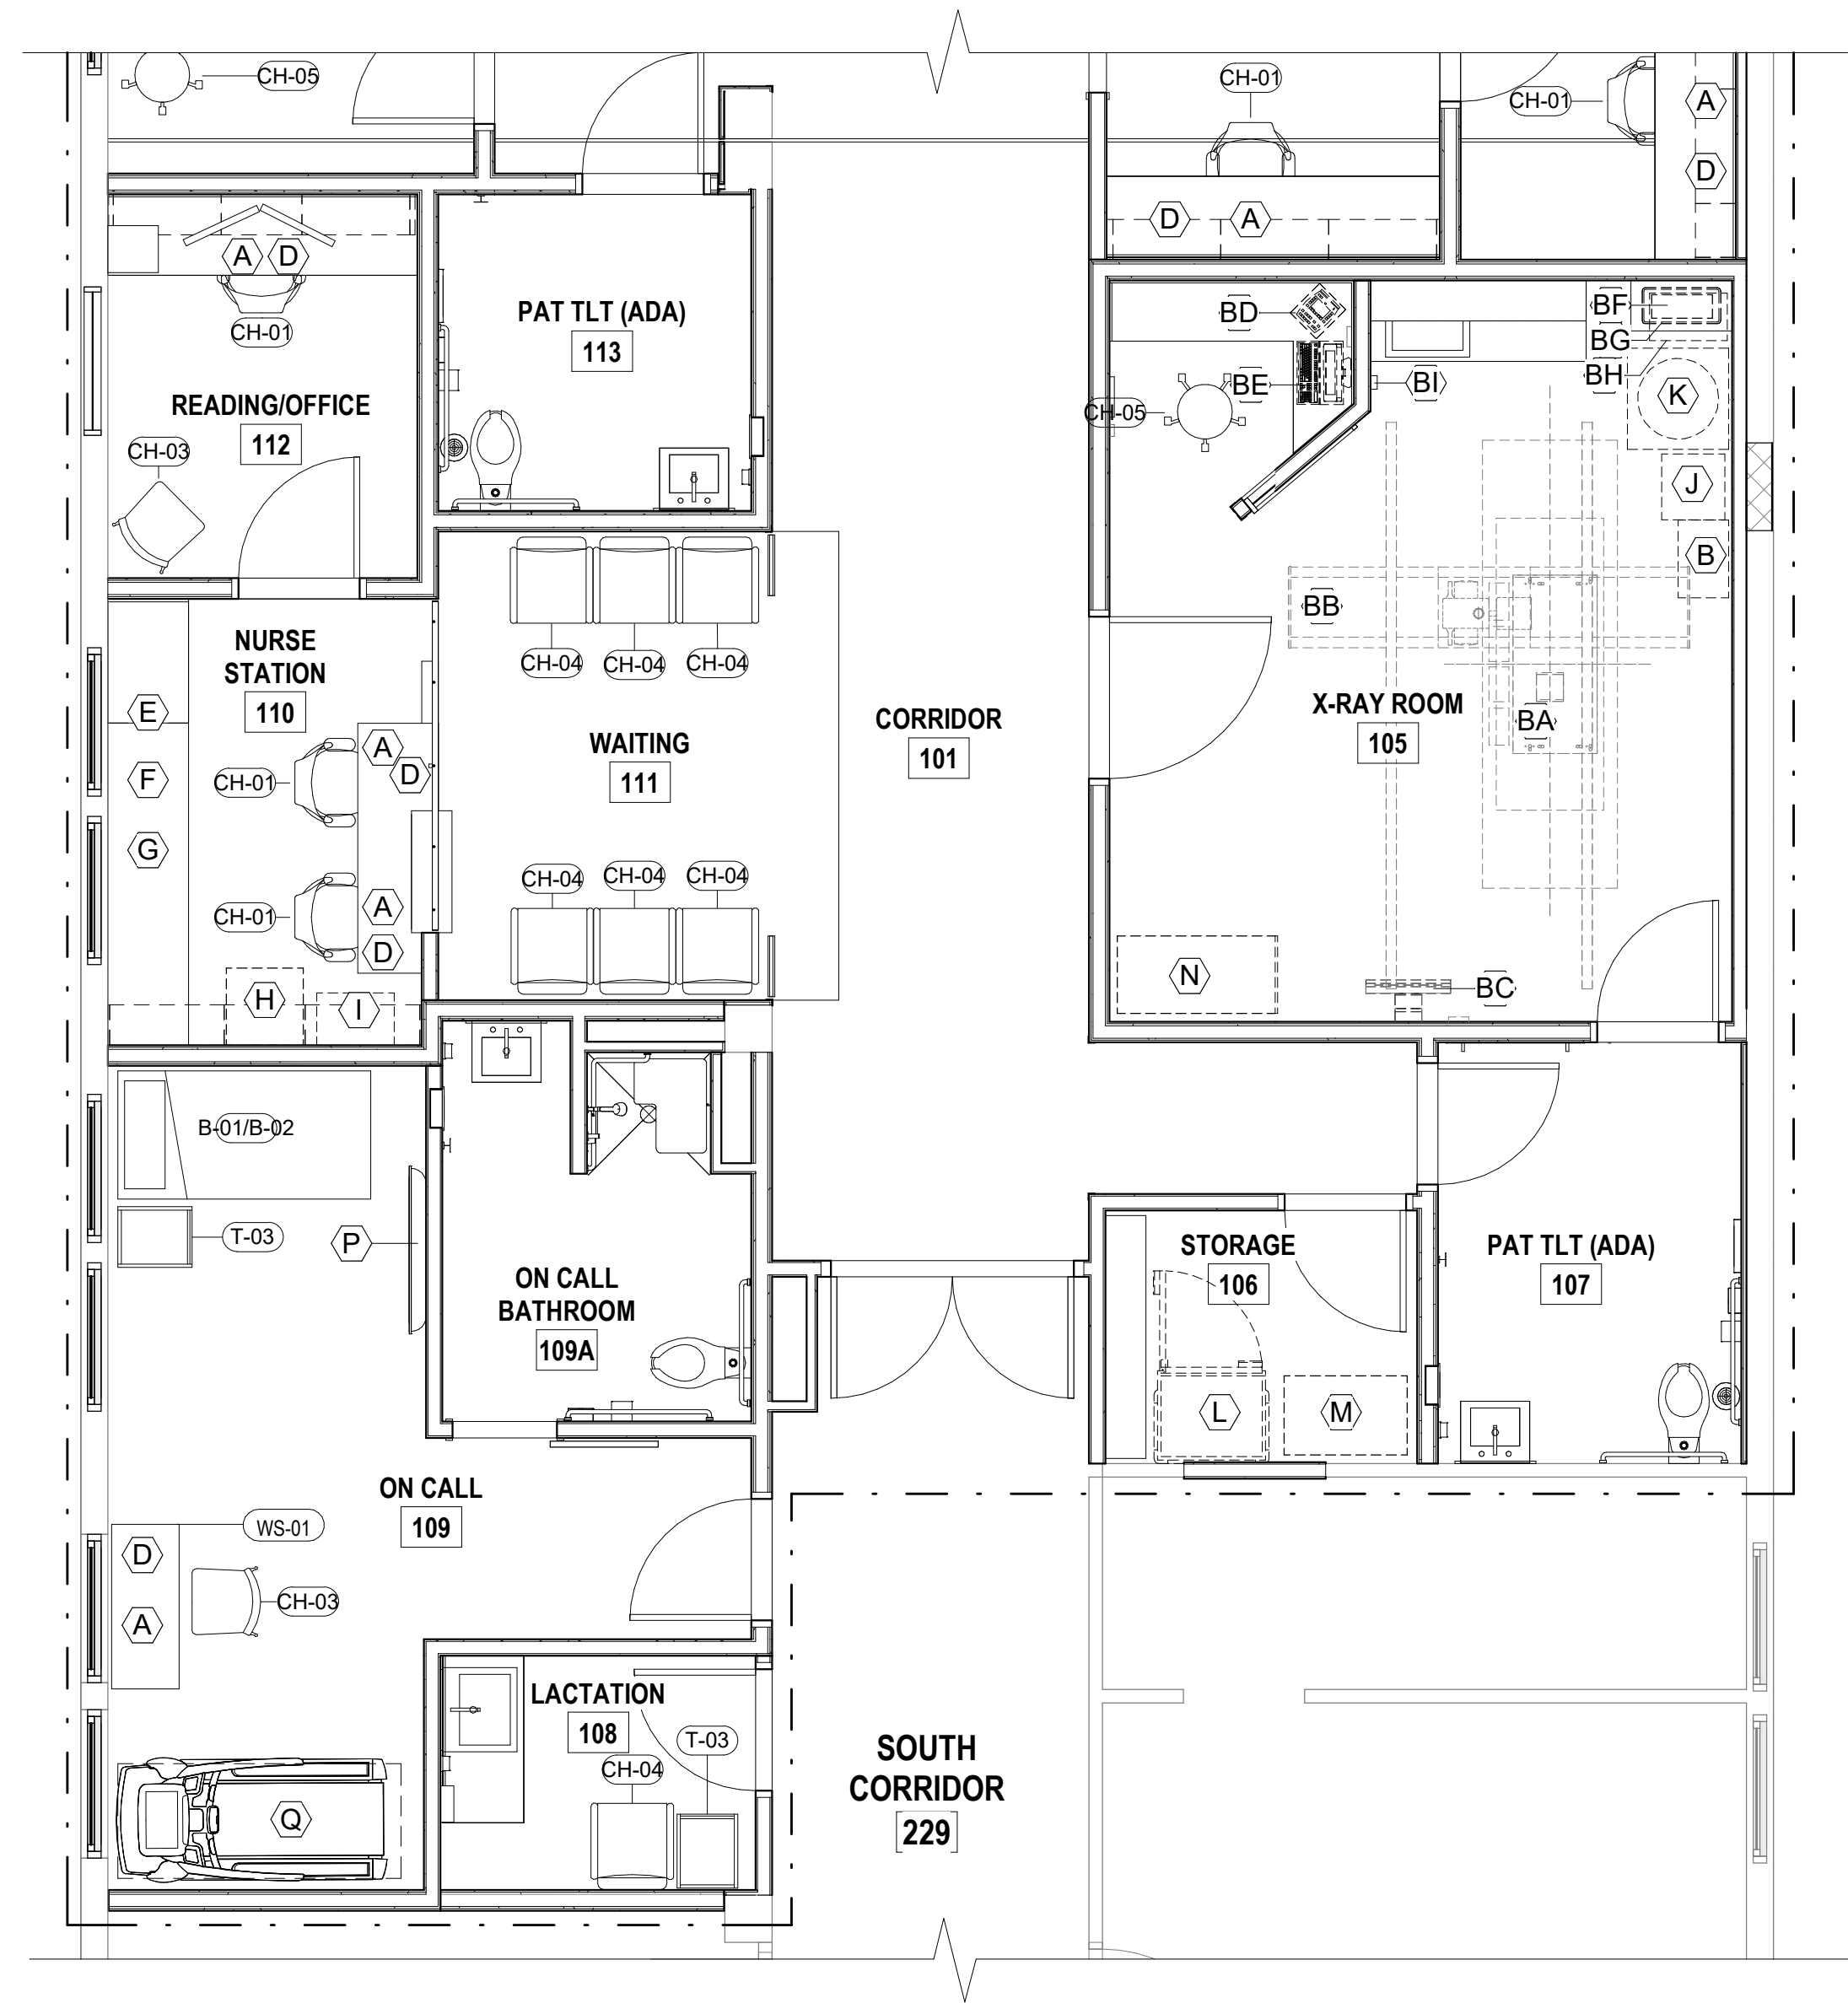 CH-05
CH-01
CH-01
A
D
D
A
A
D
CH-01
PAT TLT (ADA)
113
READING/OFFICE
112
CH-03
BD
BE
CH-05
BI
BF
BG
BH
K
J
B
BB
BA
X-RAY ROOM
105
N
BC
NURSE
STATION
110
E
F
G
A
D
CH-01
CH-01
A
D
H
I
CH-04
CH-04
CH-04
WAITING
111
CH-04
CH-04
CH-04
CORRIDOR
101
B-01/B-02
T-03
P
ON CALL
BATHROOM
109A
STORAGE
106
L
M
PAT TLT (ADA)
107
ON CALL
109
WS-01
D
A
CH-03
Q
LACTATION
108
CH-04
T-03
SOUTH
CORRIDOR
229